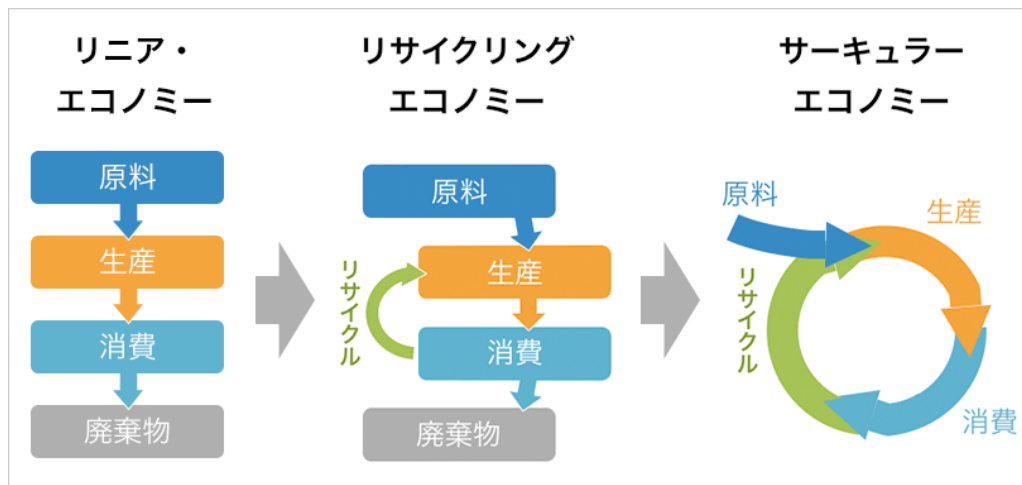 リニア・
エコノミー
原料
生産
消費
廃棄物
リサイクリング
エコノミー
原料
生産
リサイクル
消費
廃棄物
サーキュラー
エコノミー
原料
生産
リサイクル
消費